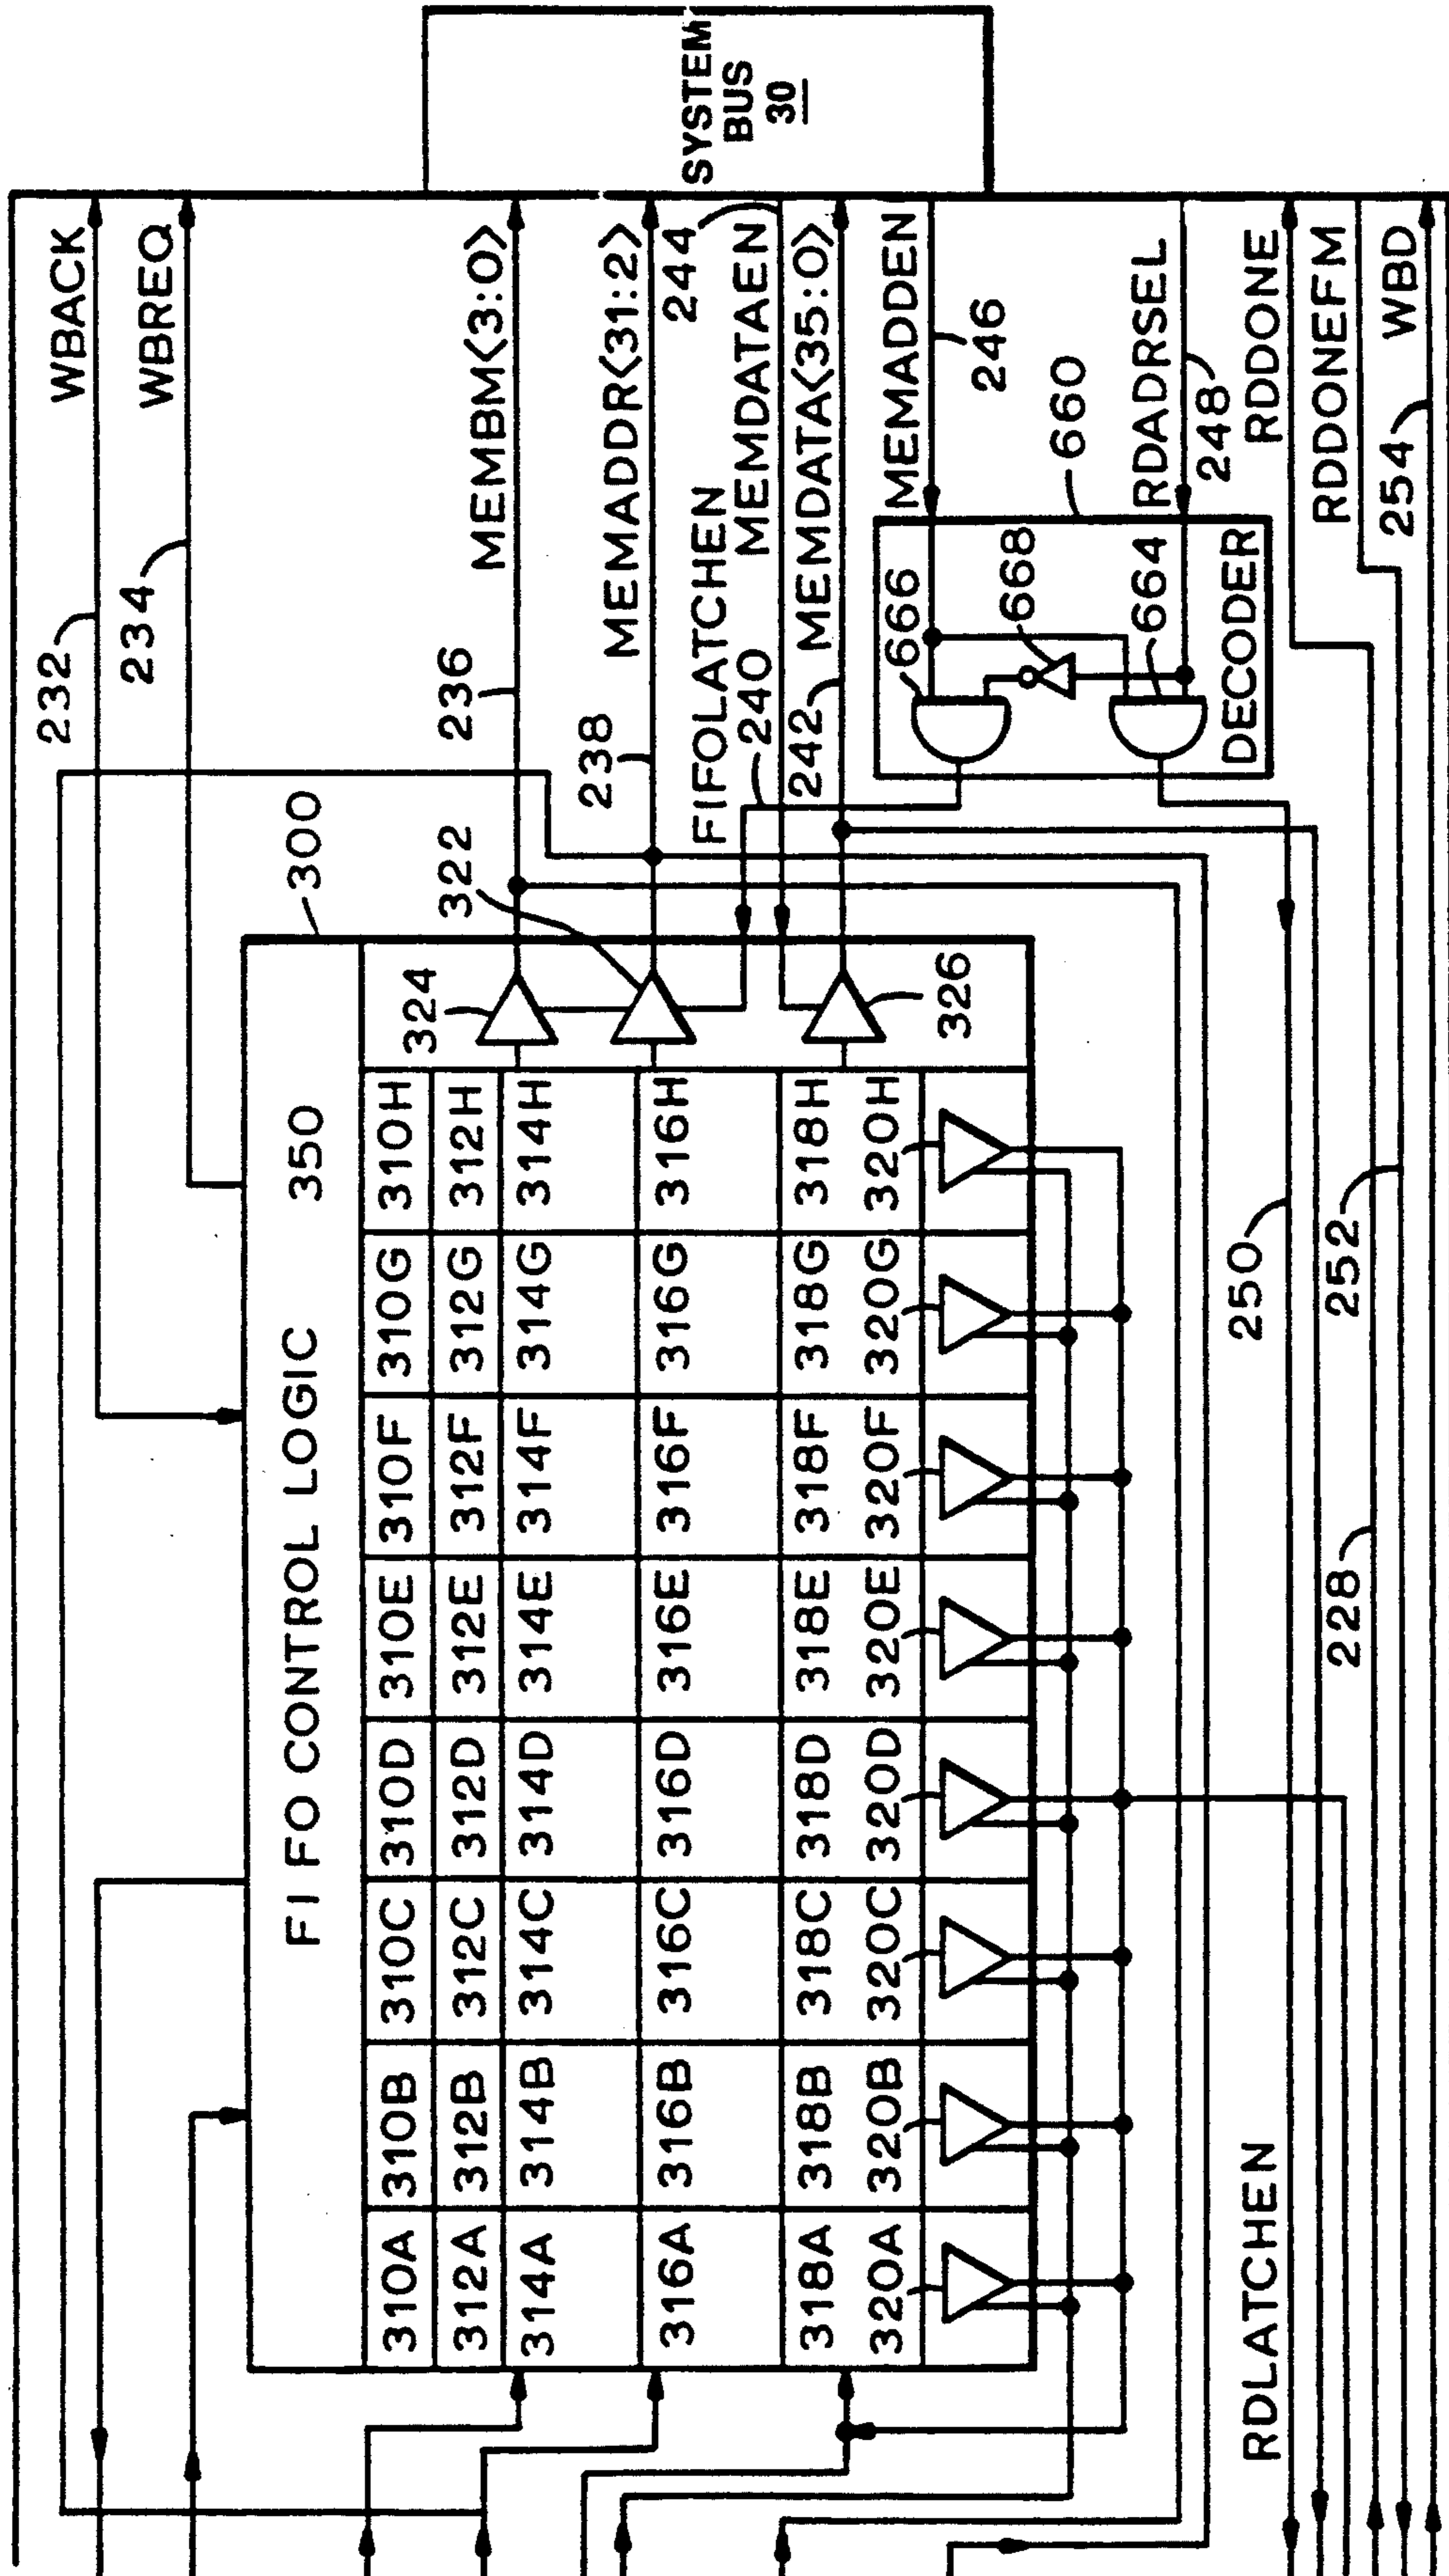 WBACK
232
WBREQ
234
SYSTEM
BUS
30
MEMBM<3:0>
236
MEMADDR<31:2>
238
244
FIFOLATCHEN
MEMDATAEN
240
MEMDATA<35:0>
242
MEMADDEN
246
660
RDADRSEL
248
666
668
664
DECODER
RDDONE
RDDONEFM
WBD
254
300
322
324
326
FIFO CONTROL LOGIC 350
310A 310B 310C 310D 310E 310F 310G 310H
312A 312B 312C 312D 312E 312F 312G 312H
314A 314B 314C 314D 314E 314F 314G 314H
316A 316B 316C 316D 316E 316F 316G 316H
318A 318B 318C 318D 318E 318F 318G 318H
320A 320B 320C 320D 320E 320F 320G 320H
RDLATCHEN
250
252
228